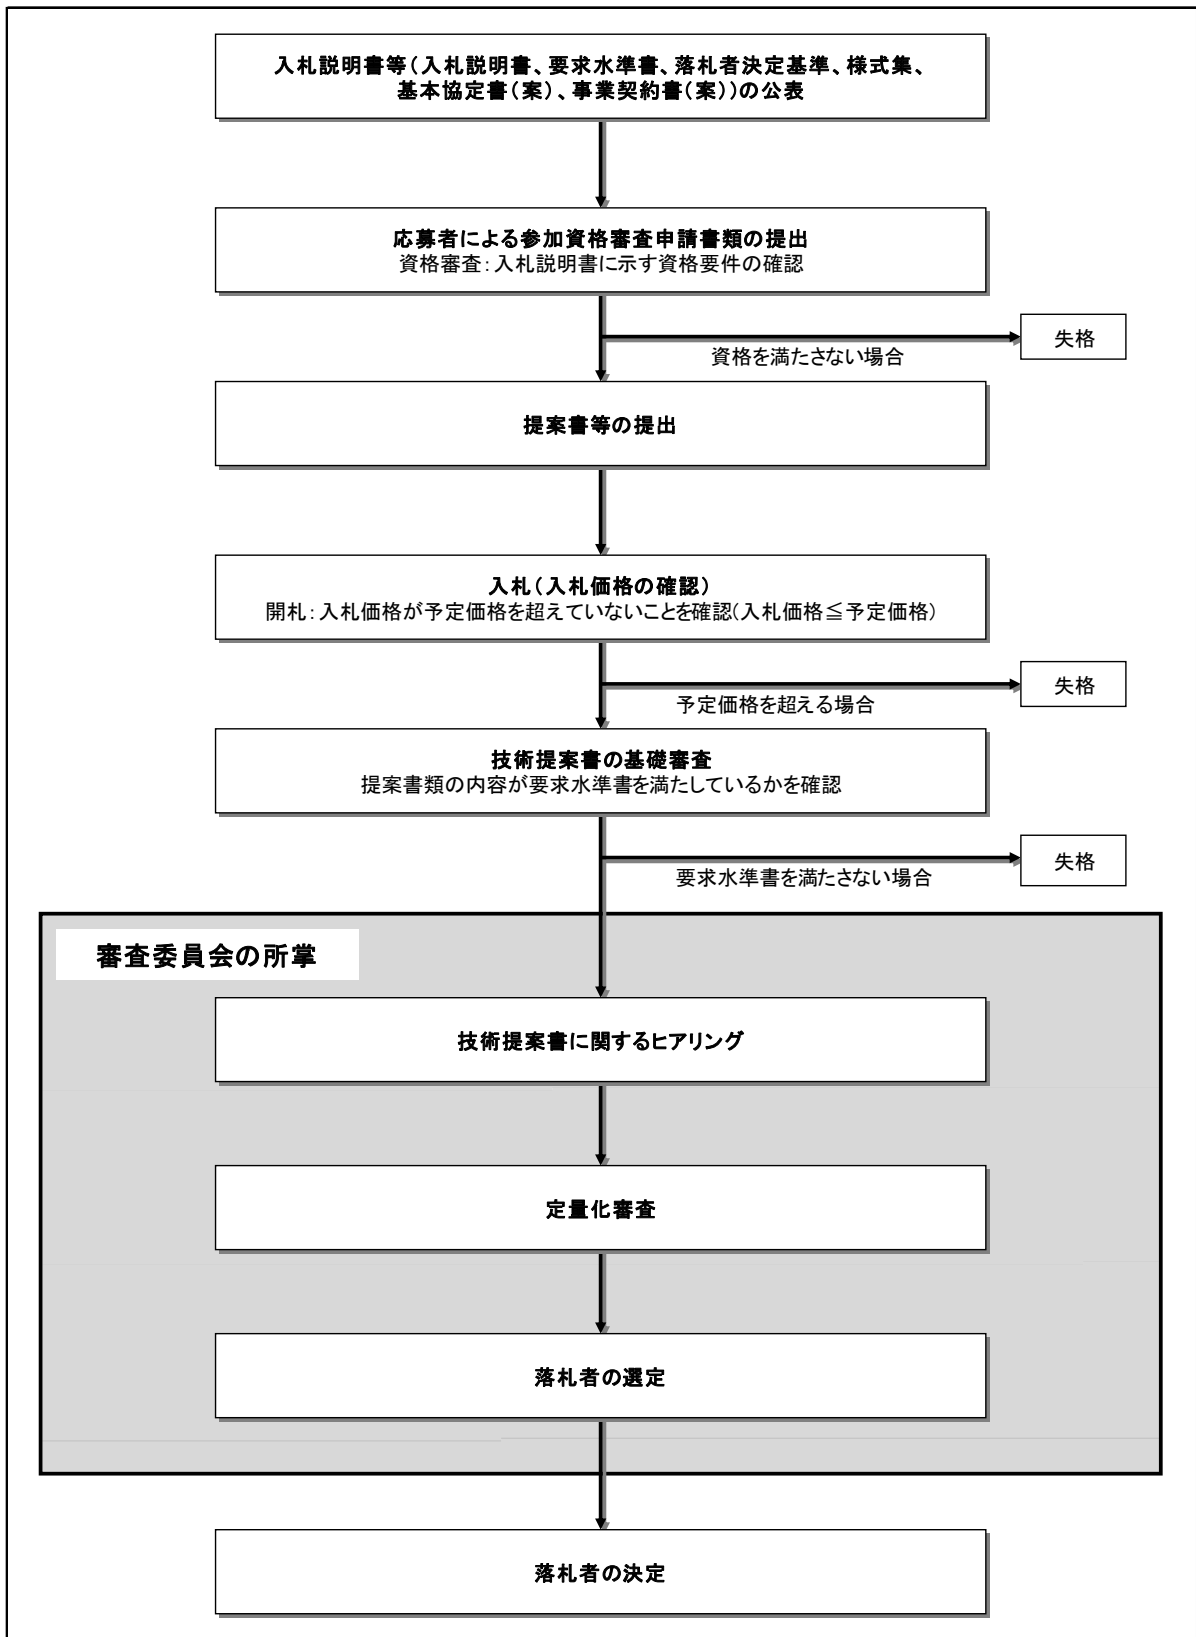 入札説明書等(入札説明書、要求水準書、落札者決定基準、様式集、
基本協定書(案)、事業契約書(案))の公表
応募者による参加資格審査申請書類の提出
資格審査:入札説明書に示す資格要件の確認
失格
資格を満たさない場合
提案書等の提出
入札(入札価格の確認)
開札:入札価格が予定価格を超えていないことを確認(入札価格≦予定価格)
失格
予定価格を超える場合
技術提案書の基礎審査
提案書類の内容が要求水準書を満たしているかを確認
失格
要求水準書を満たさない場合
審査委員会の所掌
技術提案書に関するヒアリング
定量化審査
落札者の選定
落札者の決定